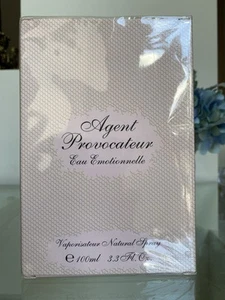 Agent
Provocateur
Eau Emotionnelle
Vaporisateur Natural Spray
℮ 100ml 3.3 Fl. Oz.